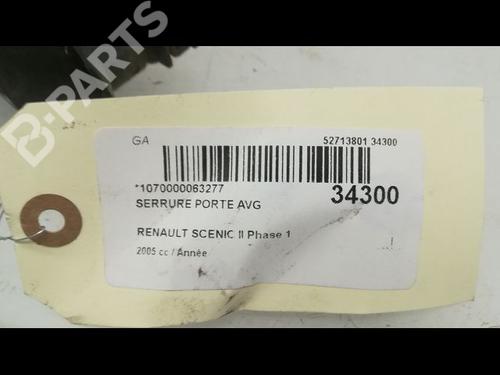 B-PARTS
GA
52713801 34300
*1070000063277
34300
SERRURE PORTE AVG
RENAULT SCENIC II Phase 1
2005 cc / Année